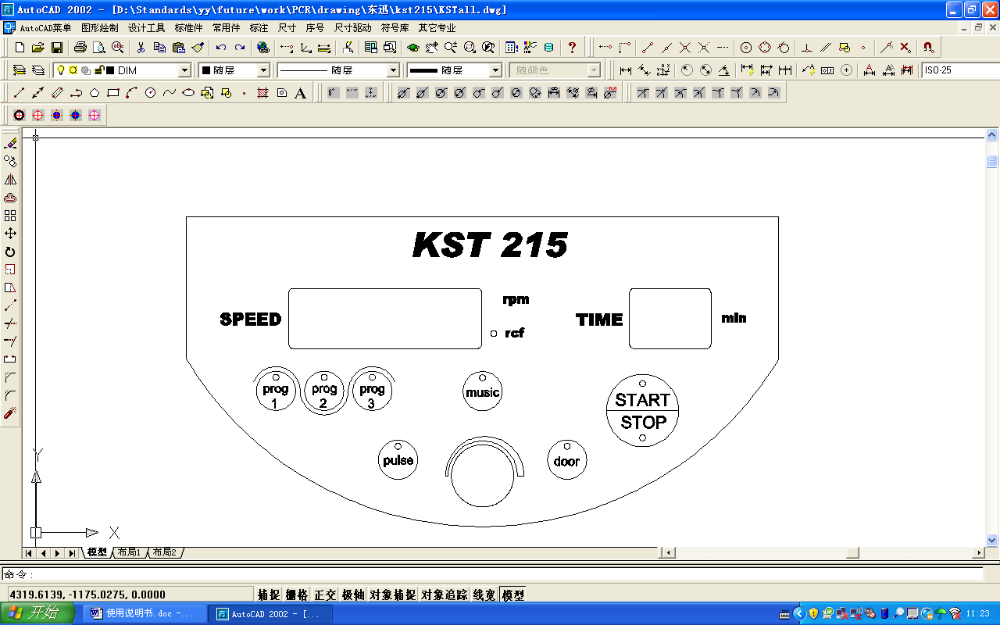 AutoCAD 2002 - [D:\Standards\yy\future\work\PCR\drawing\东迅\kst215\KSTall.dwg]
AutoCAD菜单 图形绘制 设计工具 标准件 常用件 标注 尺寸 序号 尺寸驱动 符号库 其它专业
DIM 随层 随层 随层 随颜色 ISO-25
KST 215
rpm
SPEED TIME min
rcf
prog 1
prog 2
prog 3
music
START
STOP
pulse
door
Y
X
模型 布局1 布局2
命令:
4319.6139, -1175.0275, 0.0000 捕捉 栅格 正交 极轴 对象捕捉 对象追踪 线宽 模型
开始 使用说明书.doc -... AutoCAD 2002 - [... 11:23